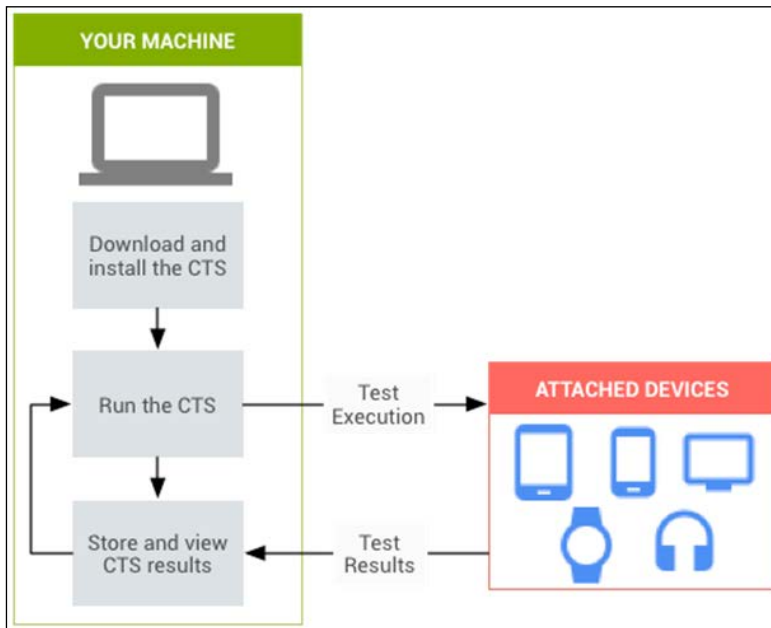 YOUR MACHINE
Download and
install the CTS
Run the CTS
Test
Execution
ATTACHED DEVICES
Store and view
CTS results
Test
Results